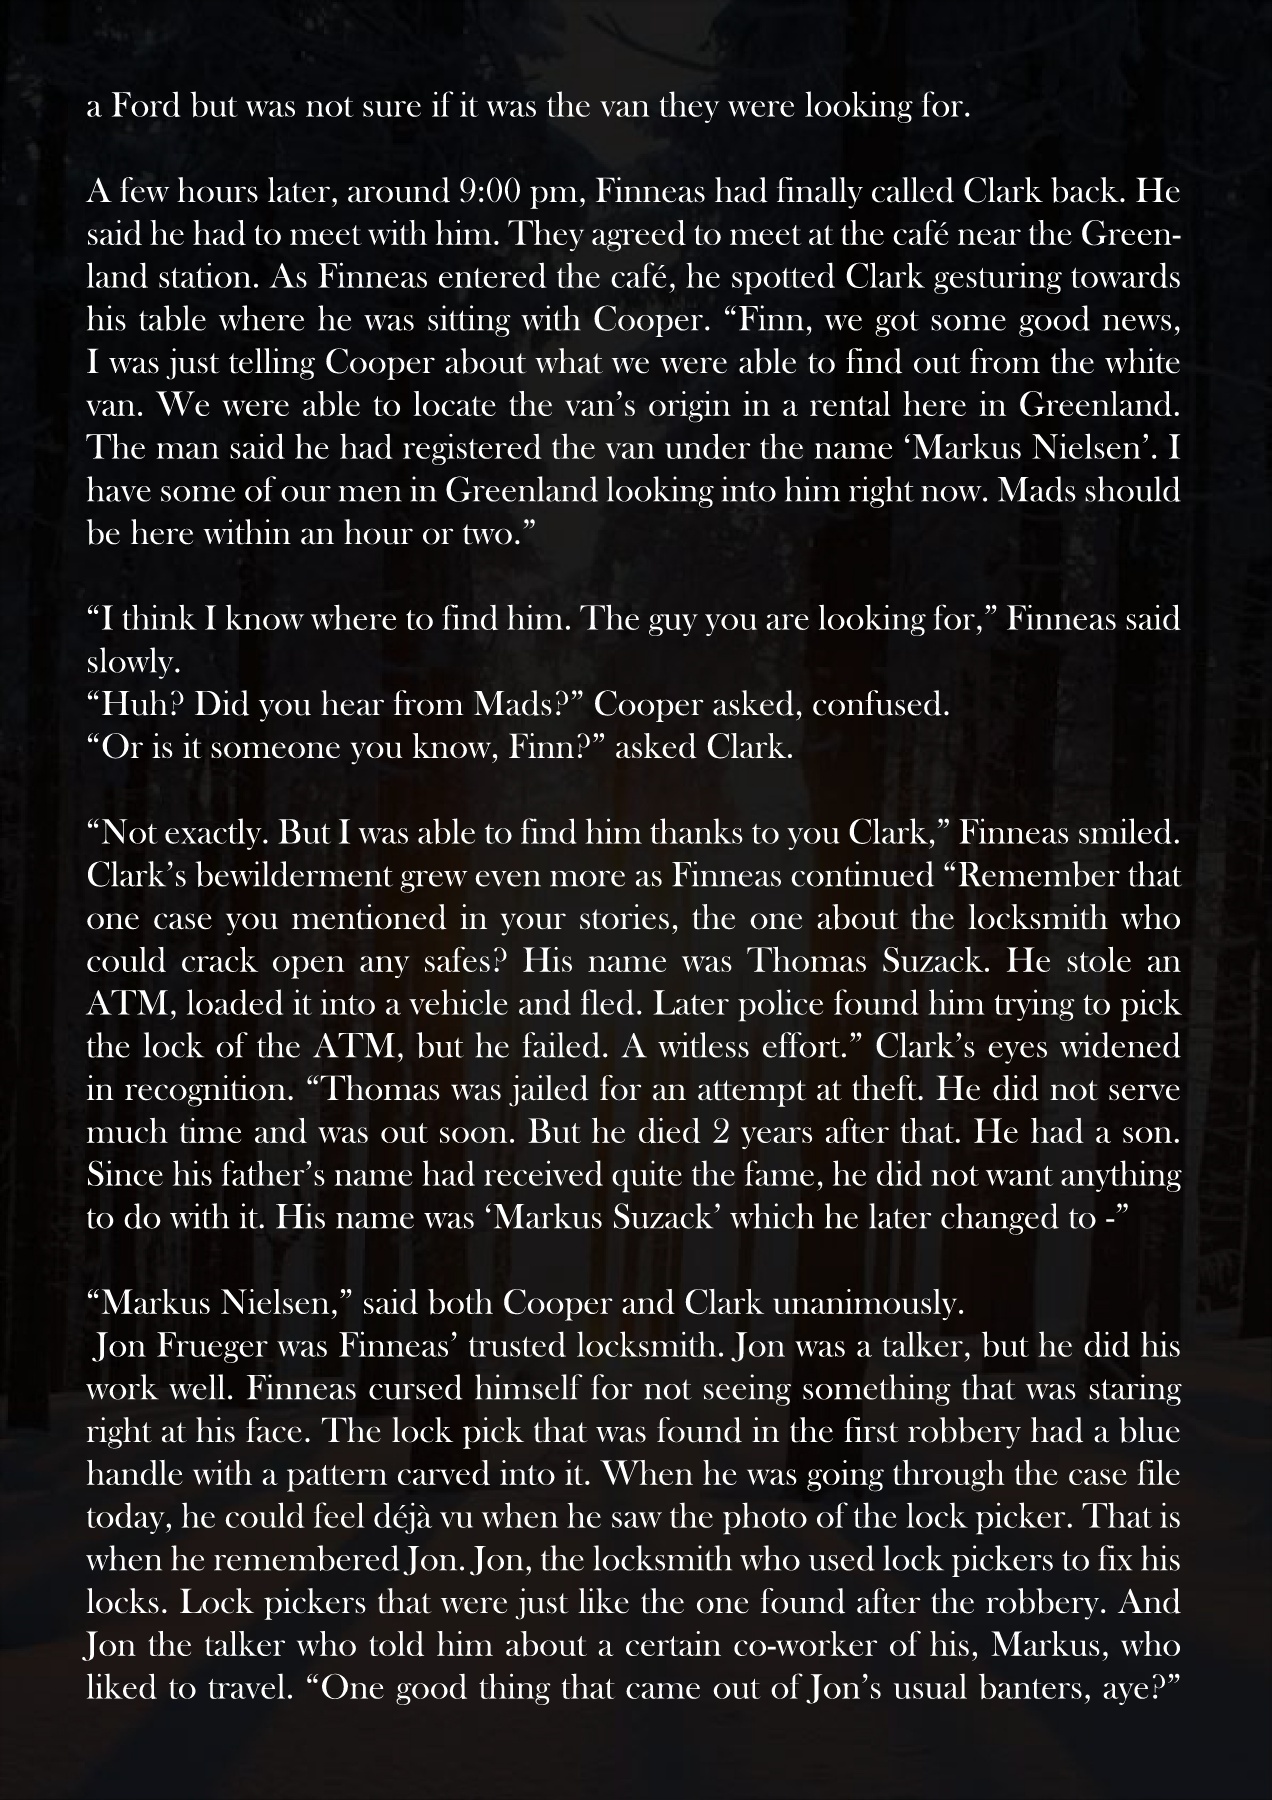 a Ford but was not sure if it was the van they were looking for.
A few hours later, around 9:00 pm, Finneas had finally called Clark back. He
said he had to meet with him. They agreed to meet at the café near the Green-
land station. As Finneas entered the café, he spotted Clark gesturing towards
his table where he was sitting with Cooper. “Finn, we got some good news,
I was just telling Cooper about what we were able to find out from the white
van. We were able to locate the van’s origin in a rental here in Greenland.
The man said he had registered the van under the name ‘Markus Nielsen’. I
have some of our men in Greenland looking into him right now. Mads should
be here within an hour or two.”
“I think I know where to find him. The guy you are looking for,” Finneas said
slowly.
“Huh? Did you hear from Mads?” Cooper asked, confused.
“Or is it someone you know, Finn?” asked Clark.
“Not exactly. But I was able to find him thanks to you Clark,” Finneas smiled.
Clark’s bewilderment grew even more as Finneas continued “Remember that
one case you mentioned in your stories, the one about the locksmith who
could crack open any safes? His name was Thomas Suzack. He stole an
ATM, loaded it into a vehicle and fled. Later police found him trying to pick
the lock of the ATM, but he failed. A witless effort.” Clark’s eyes widened
in recognition. “Thomas was jailed for an attempt at theft. He did not serve
much time and was out soon. But he died 2 years after that. He had a son.
Since his father’s name had received quite the fame, he did not want anything
to do with it. His name was ‘Markus Suzack’ which he later changed to -”
“Markus Nielsen,” said both Cooper and Clark unanimously.
Jon Frueger was Finneas’ trusted locksmith. Jon was a talker, but he did his
work well. Finneas cursed himself for not seeing something that was staring
right at his face. The lock pick that was found in the first robbery had a blue
handle with a pattern carved into it. When he was going through the case file
today, he could feel déjà vu when he saw the photo of the lock picker. That is
when he remembered Jon. Jon, the locksmith who used lock pickers to fix his
locks. Lock pickers that were just like the one found after the robbery. And
Jon the talker who told him about a certain co-worker of his, Markus, who
liked to travel. “One good thing that came out of Jon’s usual banters, aye?”